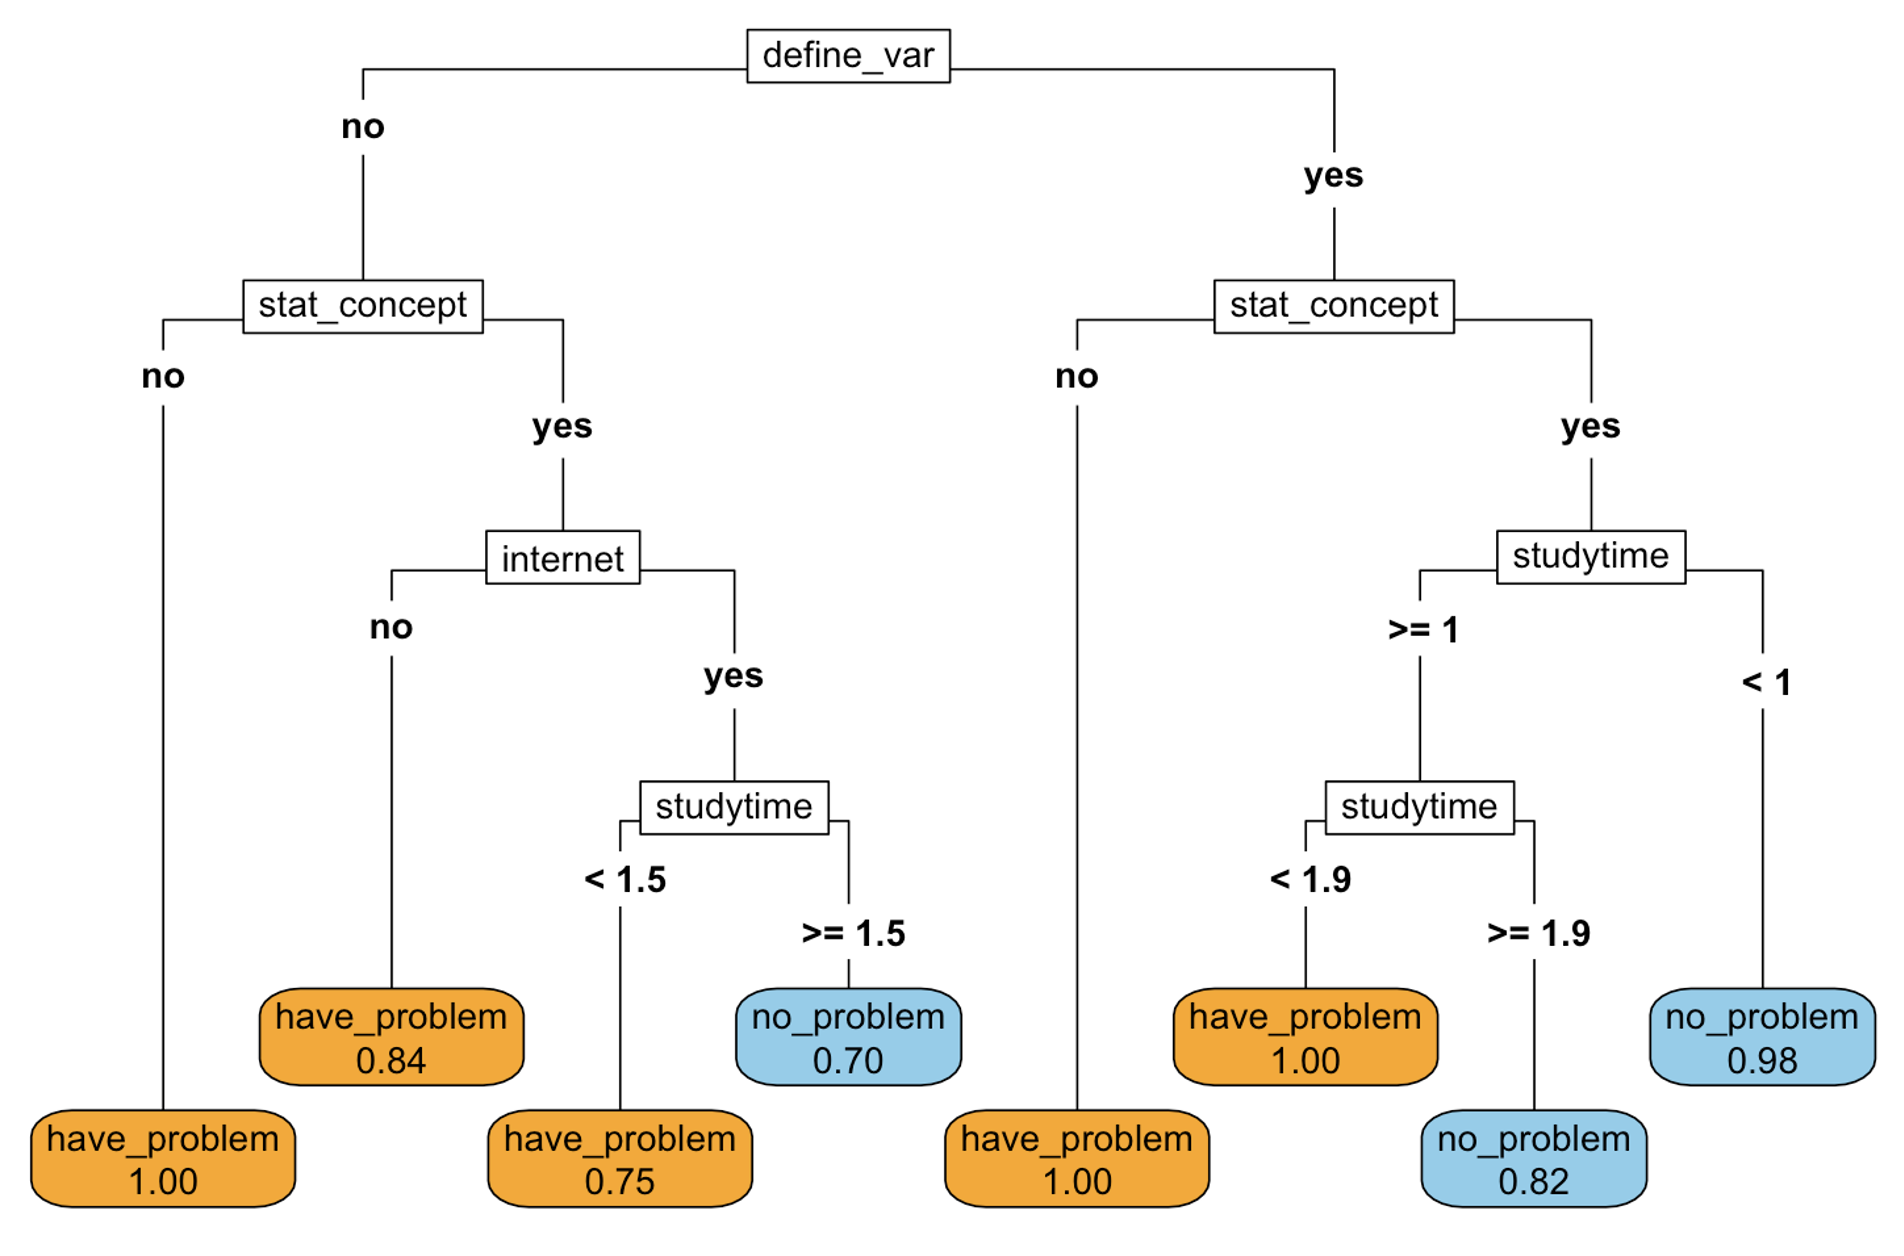 define_var
no
yes
stat_concept
stat_concept
no
yes
no
yes
internet
studytime
no
yes
>= 1
< 1
studytime
studytime
< 1.5
>= 1.5
< 1.9
>= 1.9
have_problem
0.84
no_problem
0.70
have_problem
1.00
no_problem
0.98
have_problem
1.00
have_problem
0.75
have_problem
1.00
no_problem
0.82